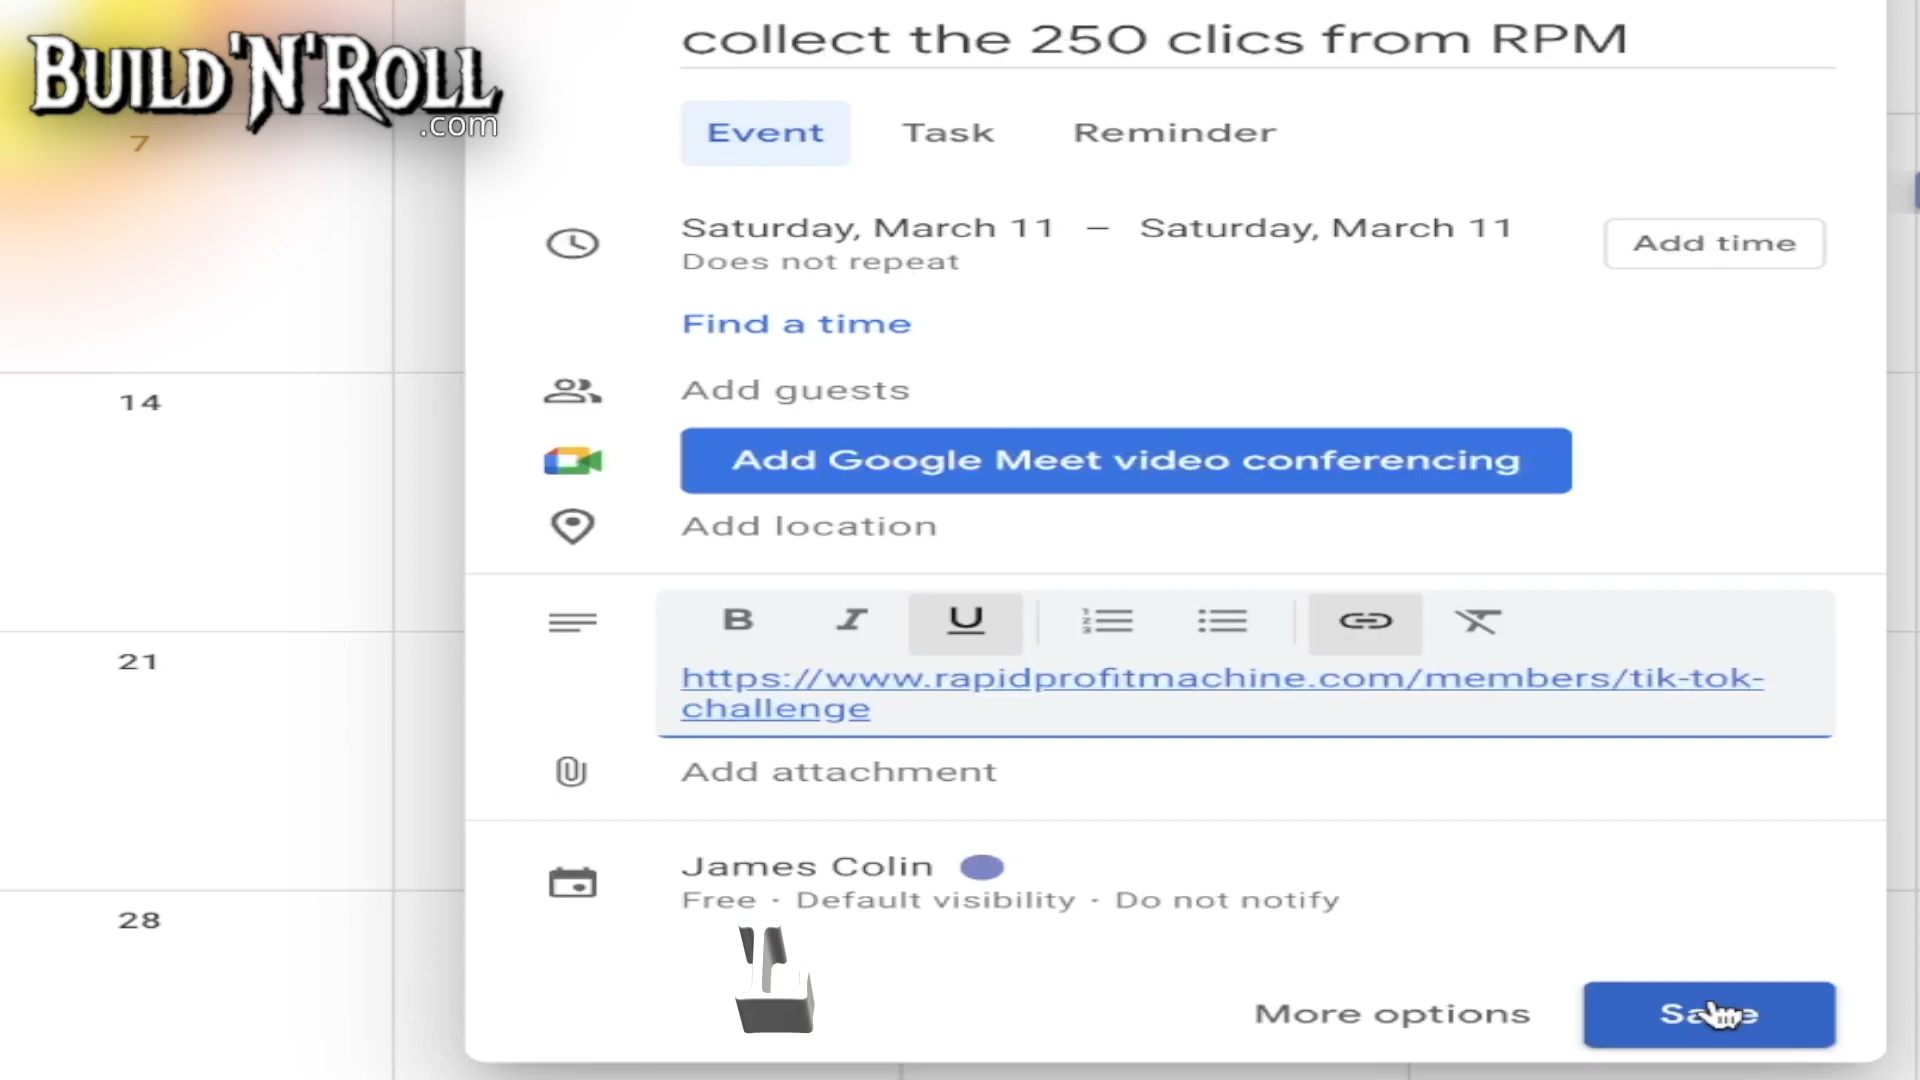 BUILD'N'ROLL
.com
collect the 250 clics from RPM
Event Task Reminder
Saturday, March 11 – Saturday, March 11
Does not repeat
Add time
Find a time
Add guests
Add Google Meet video conferencing
Add location
B I U
https://www.rapidprofitmachine.com/members/tik-tok-
challenge
Add attachment
James Colin
Free · Default visibility · Do not notify
More options
7
14
21
28